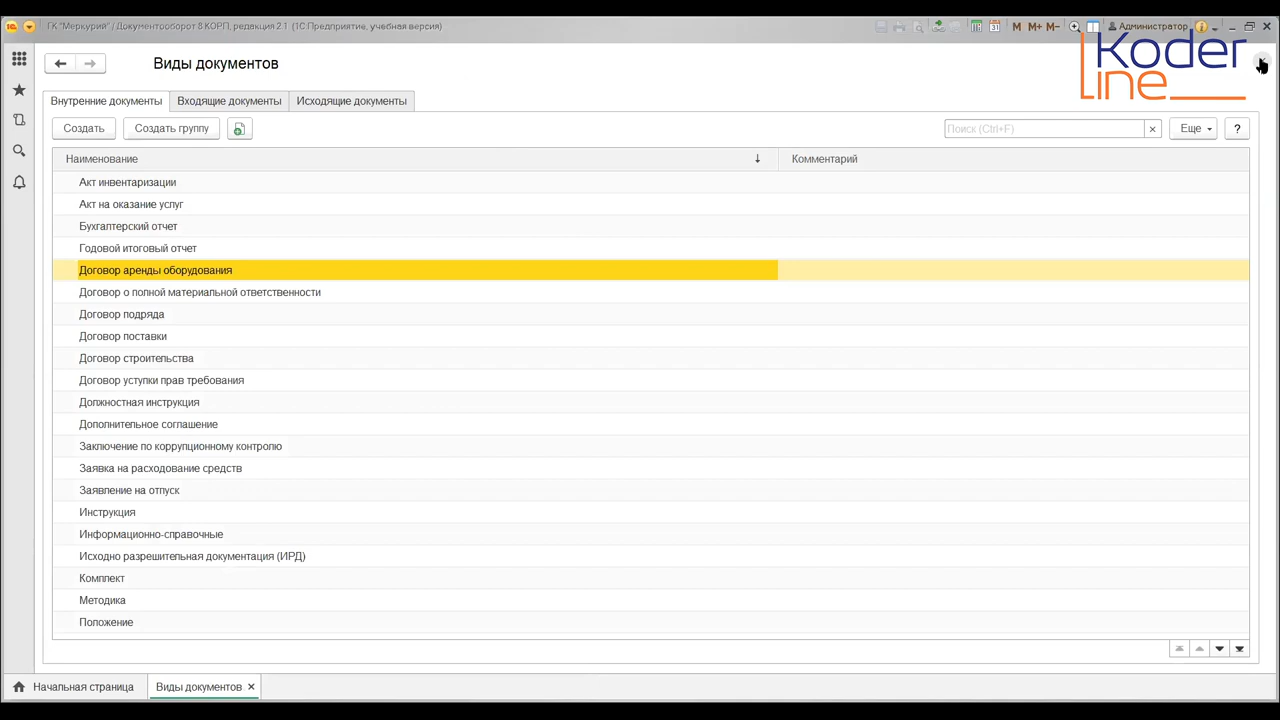 ГК "Меркурий" / Документооборот 8 КОРП, редакция 2.1 (1С:Предприятие, учебная версия)
M M+ M- Администратор
Koder
line
Виды документов
Внутренние документы Входящие документы Исходящие документы
Создать Создать группу Поиск (Ctrl+F) × Еще ?
Наименование ↓ Комментарий
Акт инвентаризации
Акт на оказание услуг
Бухгалтерский отчет
Годовой итоговый отчет
Договор аренды оборудования
Договор о полной материальной ответственности
Договор подряда
Договор поставки
Договор строительства
Договор уступки прав требования
Должностная инструкция
Дополнительное соглашение
Заключение по коррупционному контролю
Заявка на расходование средств
Заявление на отпуск
Инструкция
Информационно-справочные
Исходно разрешительная документация (ИРД)
Комплект
Методика
Положение
Начальная страница Виды документов ×